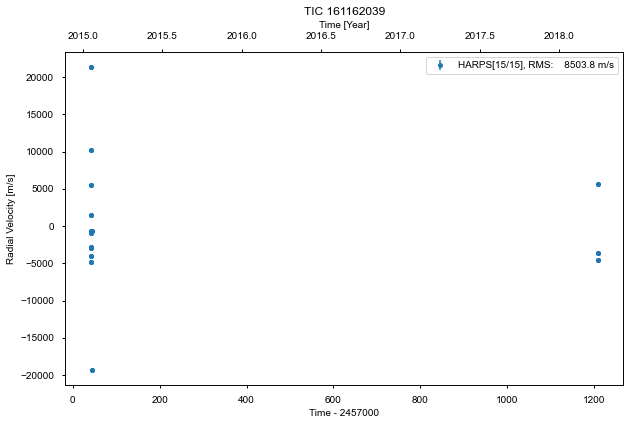 TIC 161162039
Time [Year]
2015.0 2015.5 2016.0 2016.5 2017.0 2017.5 2018.0
HARPS[15/15], RMS: 8503.8 m/s
Radial Velocity [m/s]
20000
15000
10000
5000
0
−5000
−10000
−15000
−20000
0 200 400 600 800 1000 1200
Time - 2457000